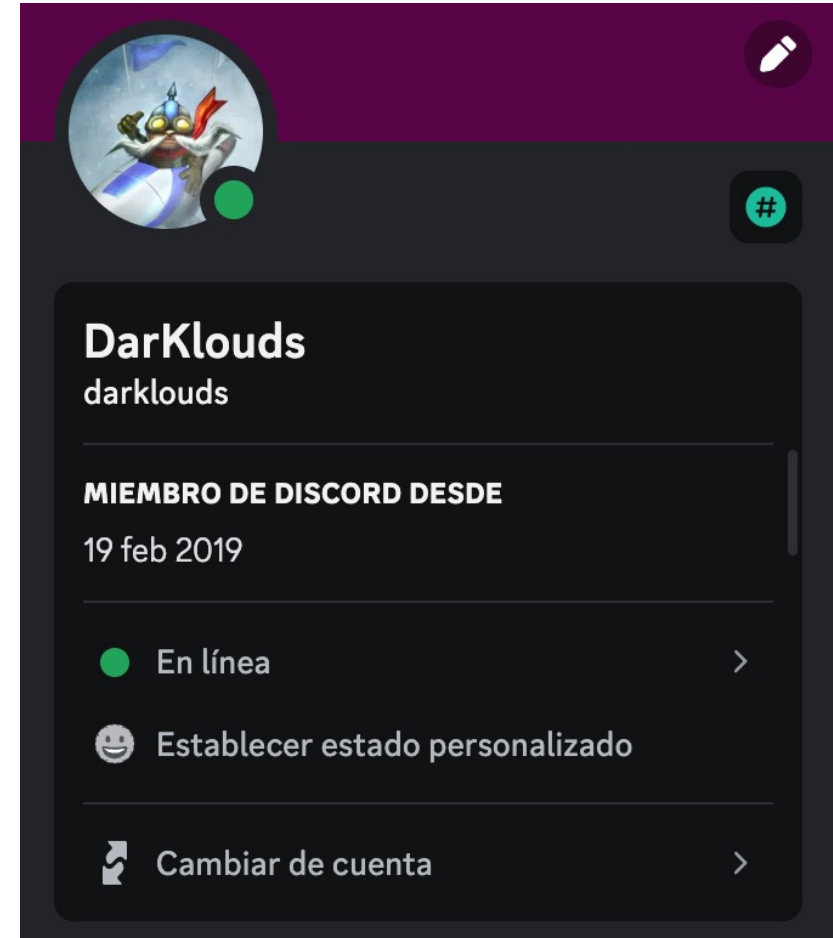 #
DarKlouds
darklouds
MIEMBRO DE DISCORD DESDE
19 feb 2019
En línea
Establecer estado personalizado
Cambiar de cuenta